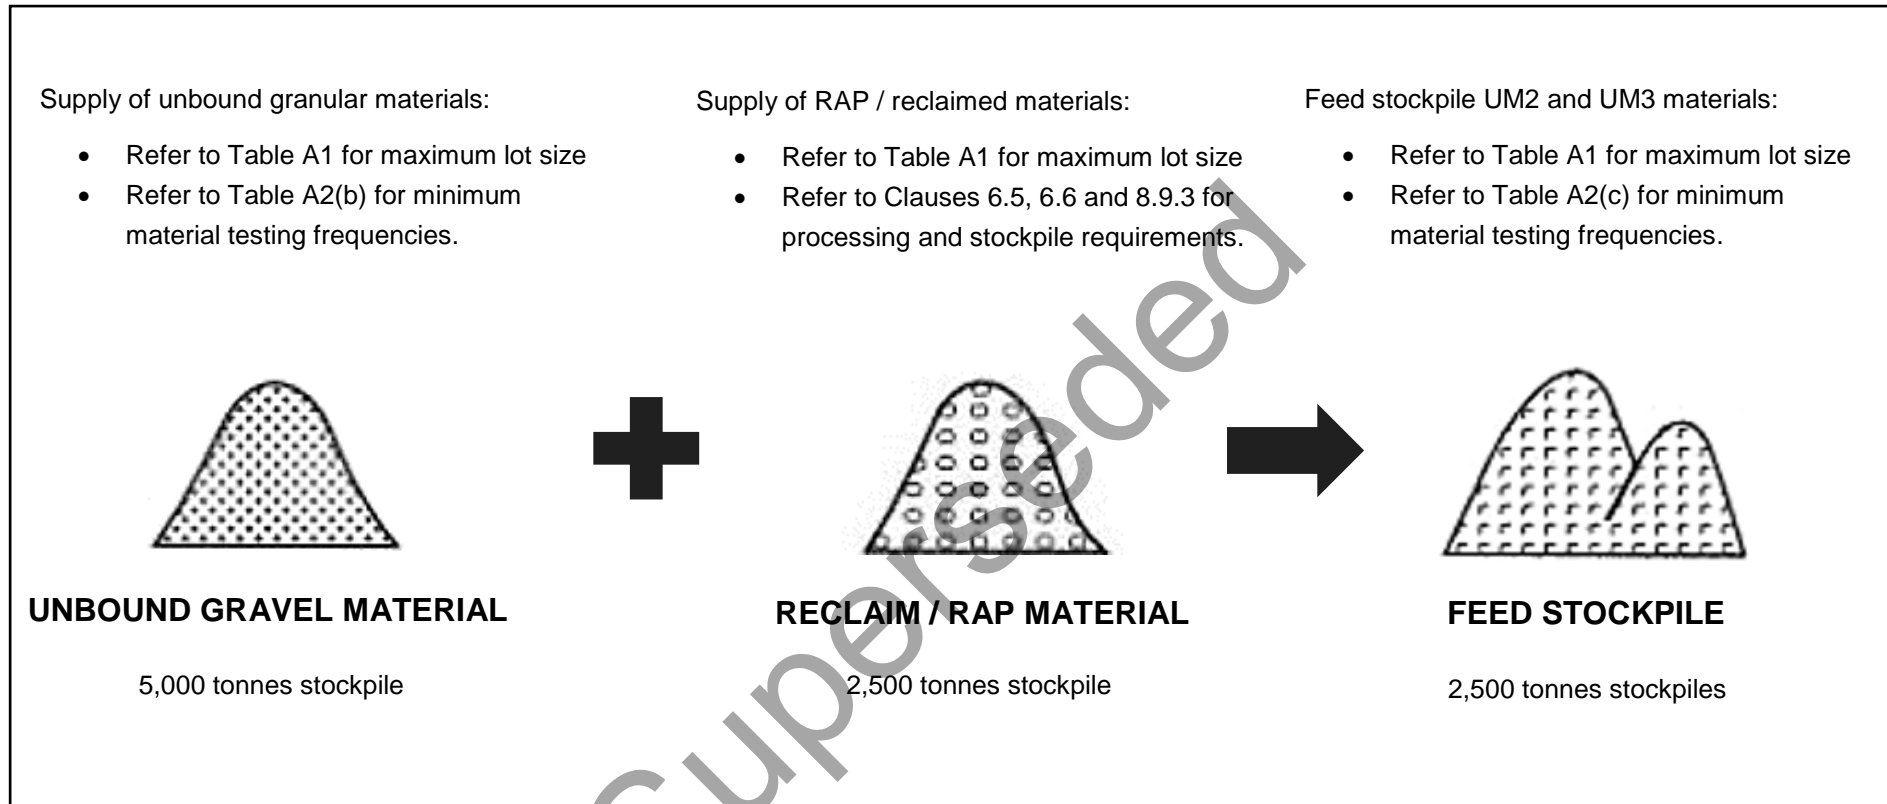 Supply of unbound granular materials:
• Refer to Table A1 for maximum lot size
• Refer to Table A2(b) for minimum
material testing frequencies.
Supply of RAP / reclaimed materials:
• Refer to Table A1 for maximum lot size
• Refer to Clauses 6.5, 6.6 and 8.9.3 for
processing and stockpile requirements.
Feed stockpile UM2 and UM3 materials:
• Refer to Table A1 for maximum lot size
• Refer to Table A2(c) for minimum
material testing frequencies.
UNBOUND GRAVEL MATERIAL
5,000 tonnes stockpile
RECLAIM / RAP MATERIAL
2,500 tonnes stockpile
FEED STOCKPILE
2,500 tonnes stockpiles
Superseded